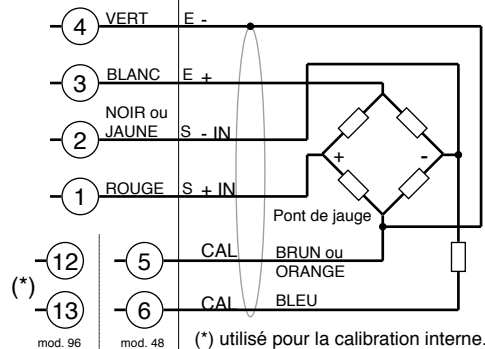 4 VERT E -
3 BLANC E +
NOIR ou
2 JAUNE S - IN
1 ROUGE S + IN
+ -
Pont de jauge
12 5 CAL BRUN ou
(*) ORANGE
13 6 CAL BLEU
mod. 96 mod. 48 (*) utilisé pour la calibration interne.